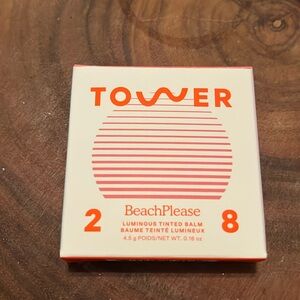 TOWER
BeachPlease
2 8
LUMINOUS TINTED BALM
BAUME TEINTÉ LUMINEUX
4.5 g POIDS/NET WT. 0.16 oz